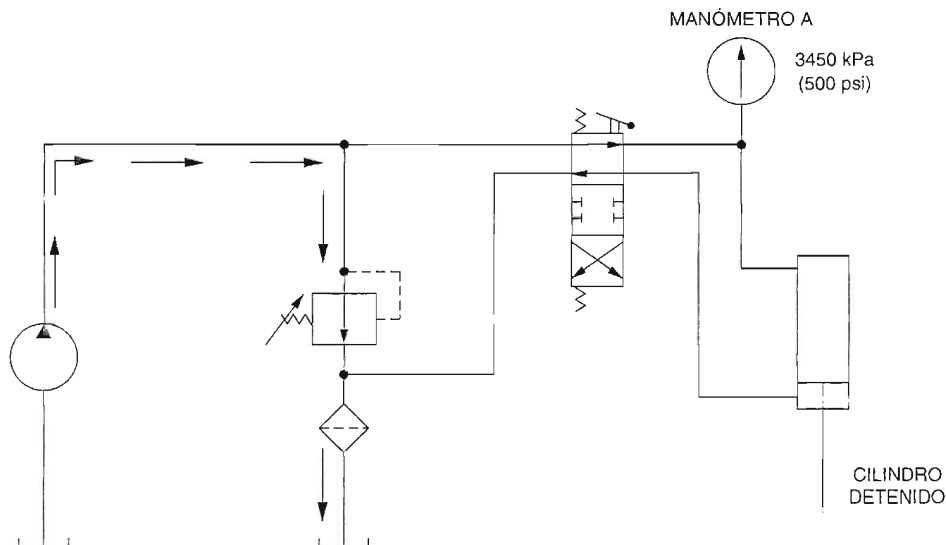 MANÓMETRO A
3450 kPa
(500 psi)
CILINDRO
DETENIDO